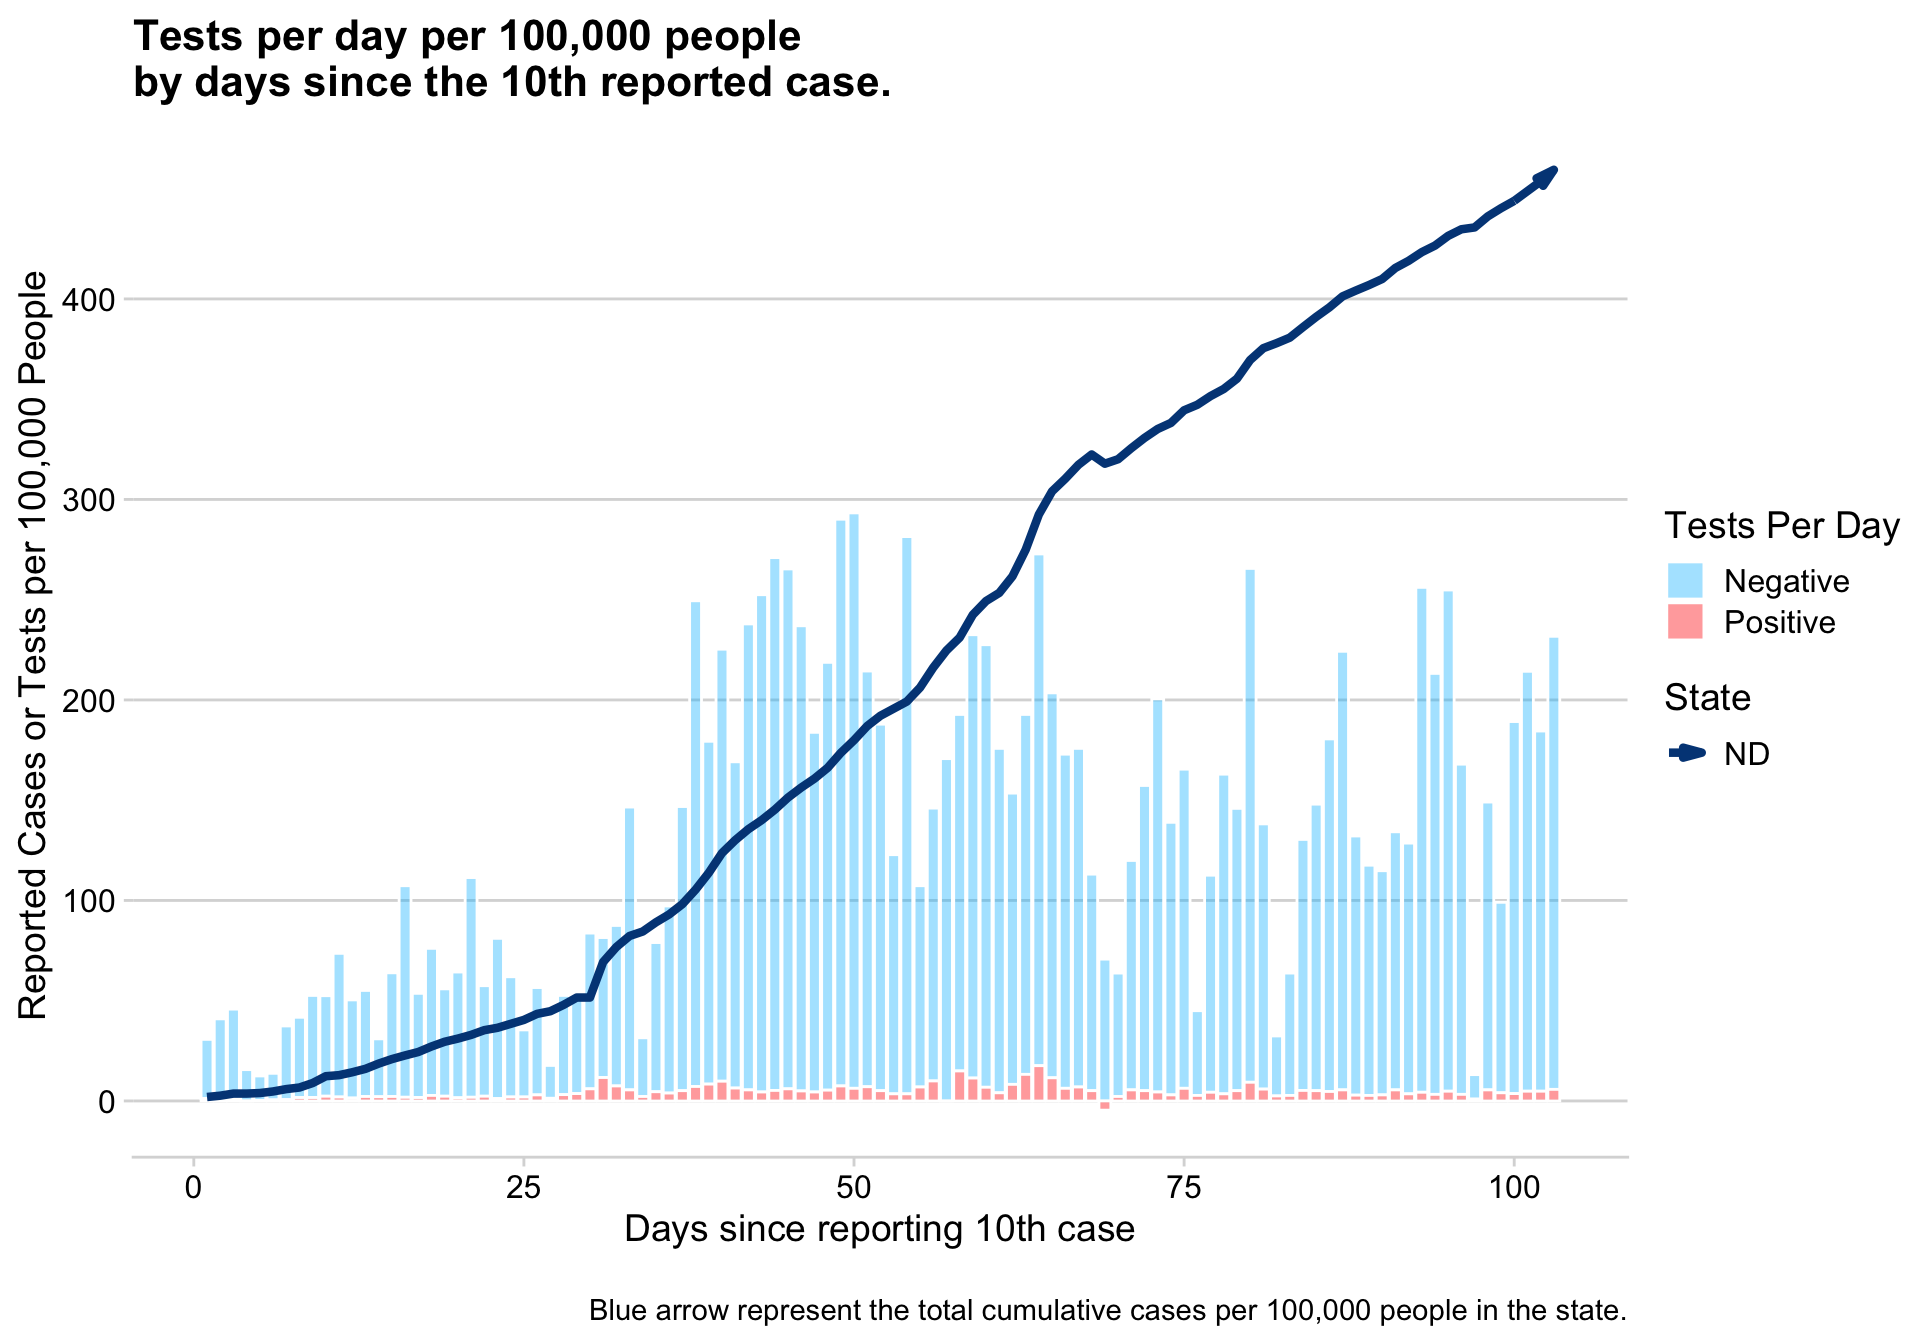 Tests per day per 100,000 people
by days since the 10th reported case.
Reported Cases or Tests per 100,000 People
400
300
200
100
0
0
25
50
75
100
Days since reporting 10th case
Tests Per Day
Negative
Positive
State
ND
Blue arrow represent the total cumulative cases per 100,000 people in the state.